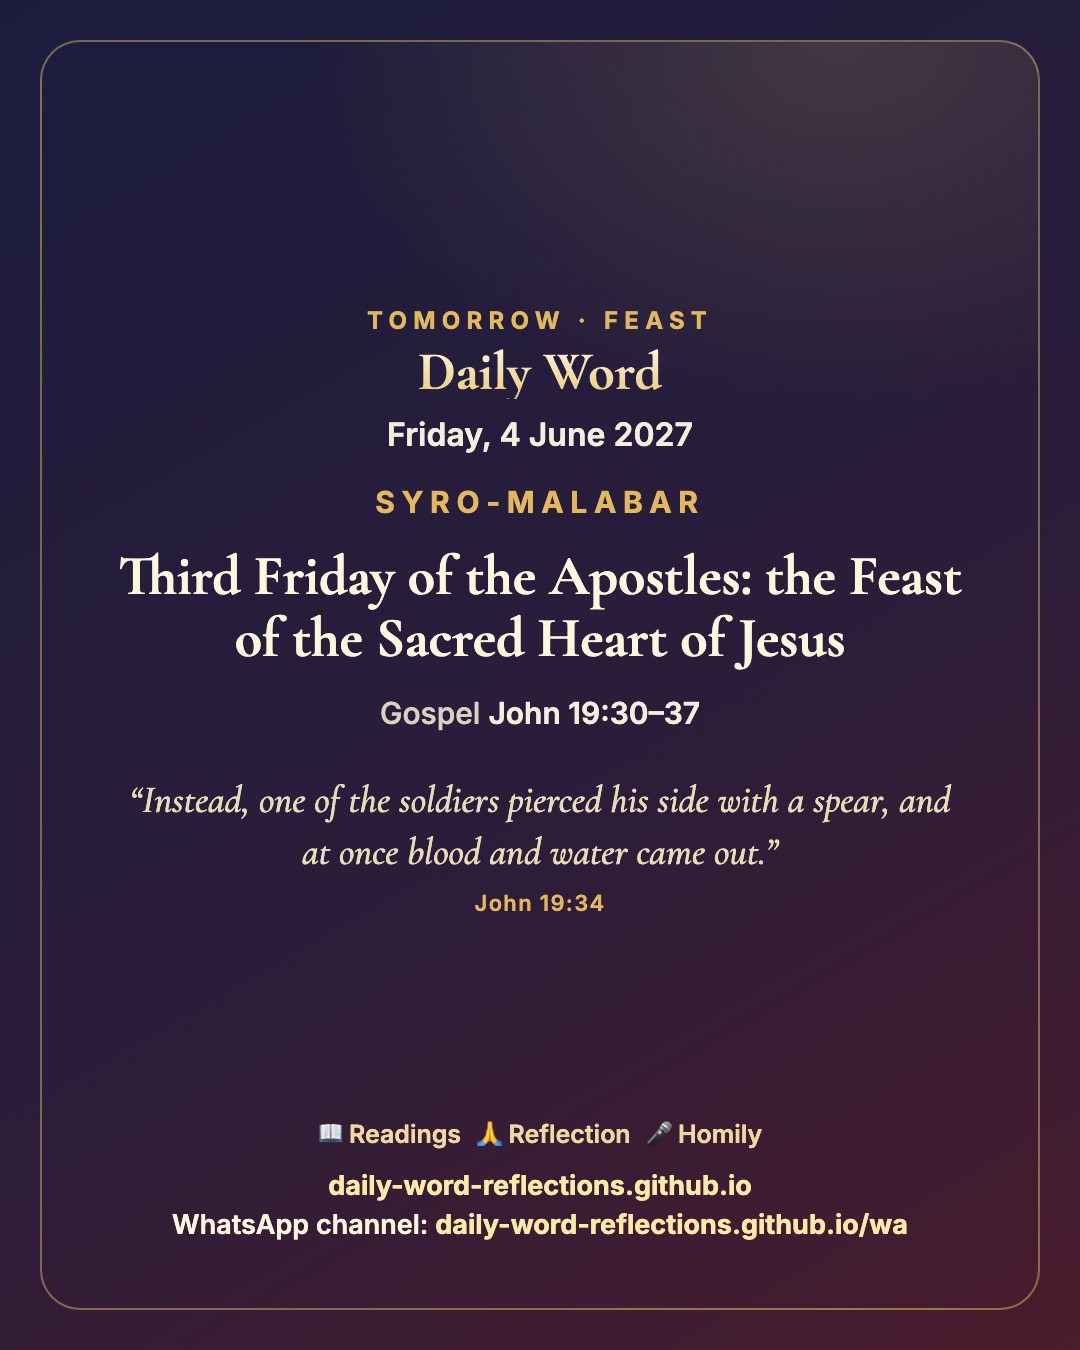 TOMORROW · FEAST
Daily Word
Friday, 4 June 2027
SYRO-MALABAR
Third Friday of the Apostles: the Feast
of the Sacred Heart of Jesus
Gospel John 19:30–37
“Instead, one of the soldiers pierced his side with a spear, and
at once blood and water came out.”
John 19:34
📖 Readings 🙏 Reflection 🎤 Homily
daily-word-reflections.github.io
WhatsApp channel: daily-word-reflections.github.io/wa